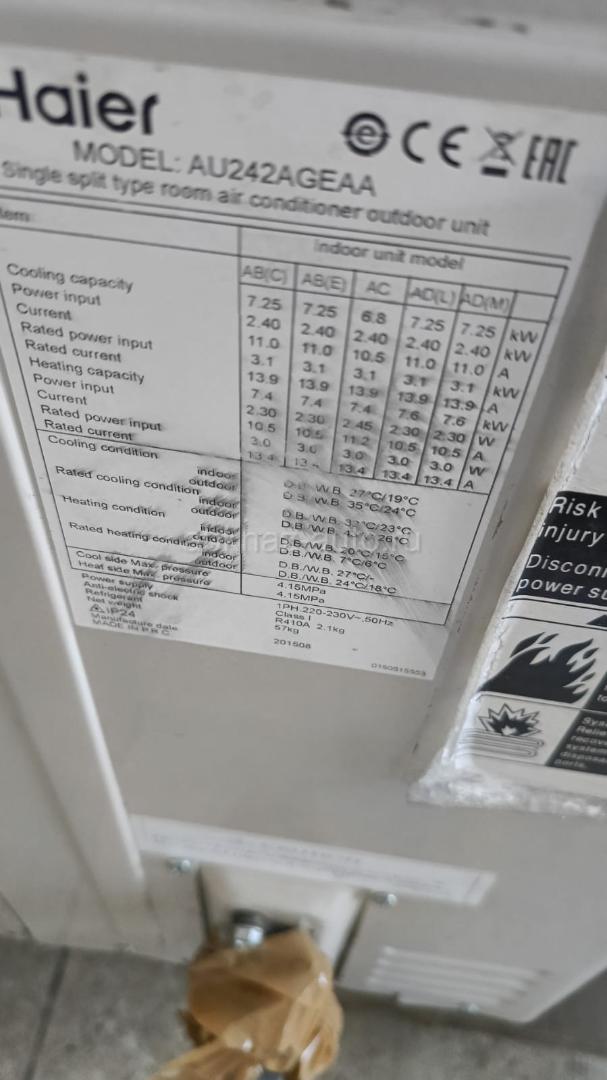 Haier
CE EAC
MODEL: AU242AGEAA
Single split type room air conditioner outdoor unit
Item Indoor unit model
AB(C) AB(E) AC AD(L) AD(M)
Cooling capacity 7.25 7.25 6.8 7.25 7.25 kW
Power input 2.40 2.40 2.40 2.40 2.40 kW
Current 11.0 11.0 10.5 11.0 11.0 A
Rated power input 3.1 3.1 3.1 3.1 3.1 kW
Rated current 13.9 13.9 13.9 13.9 13.9 A
Heating capacity 7.4 7.4 7.4 7.6 7.6 kW
Power input 2.30 2.30 2.45 2.30 2.30 W
Current 10.5 10.5 11.2 10.5 10.5 A
Rated power input 3.0 3.0 3.0 3.0 3.0 W
Rated current 13.4 13.4 13.4 13.4 A
Cooling condition indoor D.B./W.B. 27°C/19°C
outdoor D.B./W.B. 35°C/24°C
Rated cooling condition indoor D.B./W.B. 32°C/23°C
outdoor D.B./W.B. 26°C
Heating condition indoor D.B./W.B. 20°C/15°C
outdoor D.B./W.B. 7°C/6°C
Rated heating condition indoor D.B./W.B. 27°C/-
outdoor D.B./W.B. 24°C/18°C
Cool side Max. pressure 4.15MPa
Heat side Max. pressure 4.15MPa
Power supply 1PH.220-230V~.50Hz
Anti-electric shock Class I
Refrigerant R410A 2.1kg
Net weight 57kg
IP24
Manufacture date 201508
MADE IN P.R.C
Risk
injury
Disconn
power su